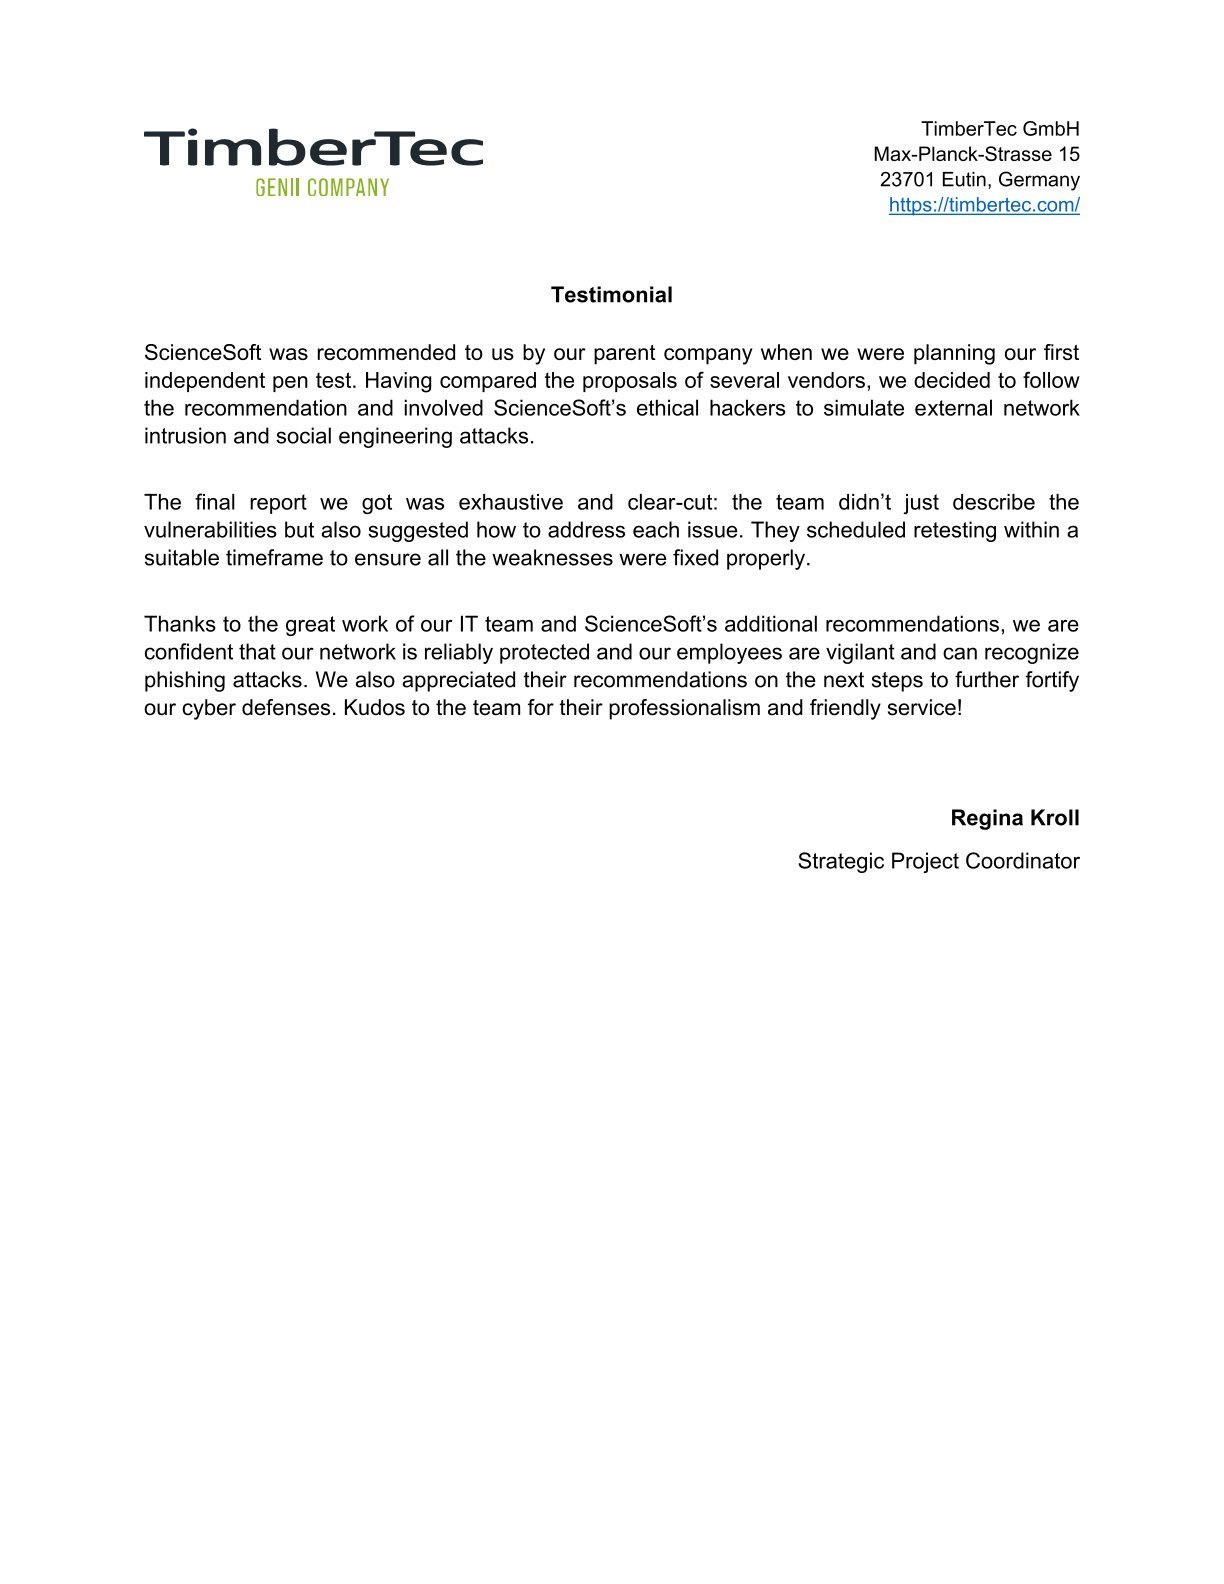 TimberTec
GENII COMPANY
TimberTec GmbH
Max-Planck-Strasse 15
23701 Eutin, Germany
https://timbertec.com/
Testimonial
ScienceSoft was recommended to us by our parent company when we were planning our first
independent pen test. Having compared the proposals of several vendors, we decided to follow
the recommendation and involved ScienceSoft’s ethical hackers to simulate external network
intrusion and social engineering attacks.
The final report we got was exhaustive and clear-cut: the team didn’t just describe the
vulnerabilities but also suggested how to address each issue. They scheduled retesting within a
suitable timeframe to ensure all the weaknesses were fixed properly.
Thanks to the great work of our IT team and ScienceSoft’s additional recommendations, we are
confident that our network is reliably protected and our employees are vigilant and can recognize
phishing attacks. We also appreciated their recommendations on the next steps to further fortify
our cyber defenses. Kudos to the team for their professionalism and friendly service!
Regina Kroll
Strategic Project Coordinator